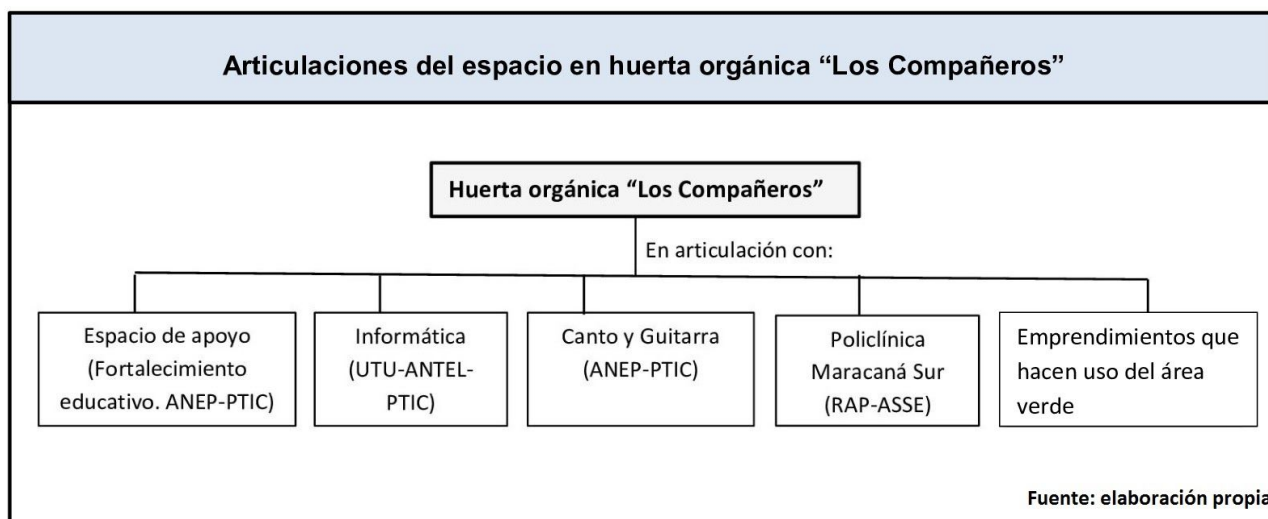 Articulaciones del espacio en huerta orgánica “Los Compañeros”
Huerta orgánica “Los Compañeros”
En articulación con:
Espacio de apoyo
(Fortalecimiento
educativo. ANEP-PTIC)
Informática
(UTU-ANTEL-
PTIC)
Canto y Guitarra
(ANEP-PTIC)
Policlínica
Maracaná Sur
(RAP-ASSE)
Emprendimientos que
hacen uso del área
verde
Fuente: elaboración propia